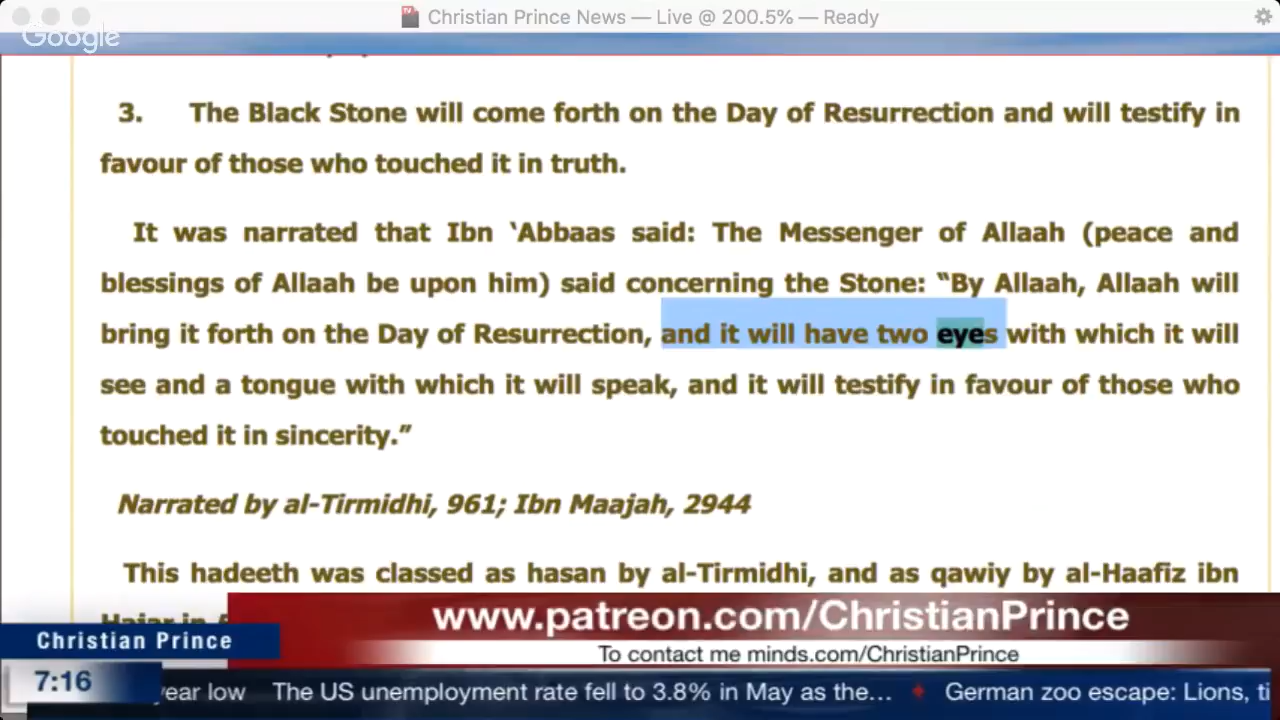 Christian Prince News — Live @ 200.5% — Ready
Google
3. The Black Stone will come forth on the Day of Resurrection and will testify in
favour of those who touched it in truth.
It was narrated that Ibn ‘Abbaas said: The Messenger of Allaah (peace and
blessings of Allaah be upon him) said concerning the Stone: “By Allaah, Allaah will
bring it forth on the Day of Resurrection, and it will have two eyes with which it will
see and a tongue with which it will speak, and it will testify in favour of those who
touched it in sincerity.”
Narrated by al-Tirmidhi, 961; Ibn Maajah, 2944
This hadeeth was classed as hasan by al-Tirmidhi, and as qawiy by al-Haafiz ibn
Hajar in
www.patreon.com/ChristianPrince
Christian Prince
To contact me minds.com/ChristianPrince
7:16
year low The US unemployment rate fell to 3.8% in May as the... German zoo escape: Lions, ti